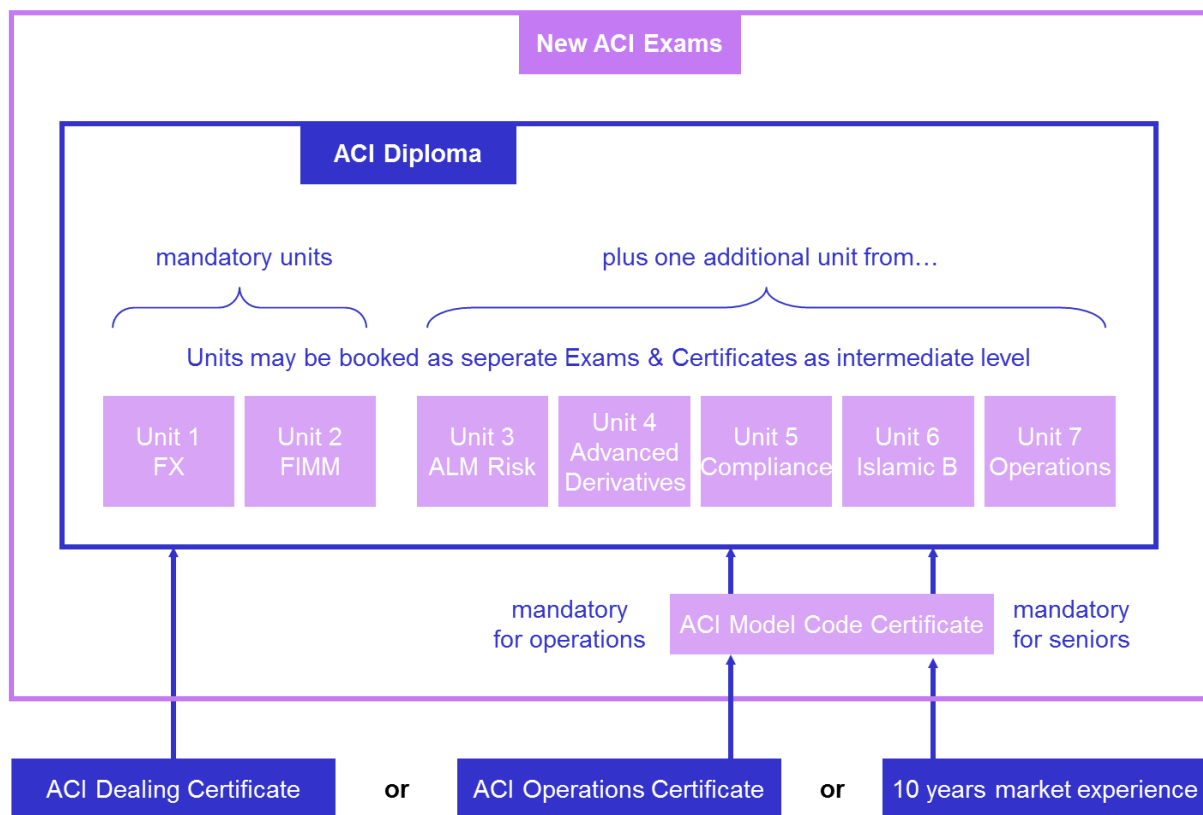 New ACI Exams
ACI Diploma
mandatory units
plus one additional unit from…
Units may be booked as seperate Exams & Certificates as intermediate level
Unit 1
FX
Unit 2
FIMM
Unit 3
ALM Risk
Unit 4
Advanced
Derivatives
Unit 5
Compliance
Unit 6
Islamic B
Unit 7
Operations
mandatory
for operations
ACI Model Code Certificate
mandatory
for seniors
ACI Dealing Certificate
or
ACI Operations Certificate
or
10 years market experience